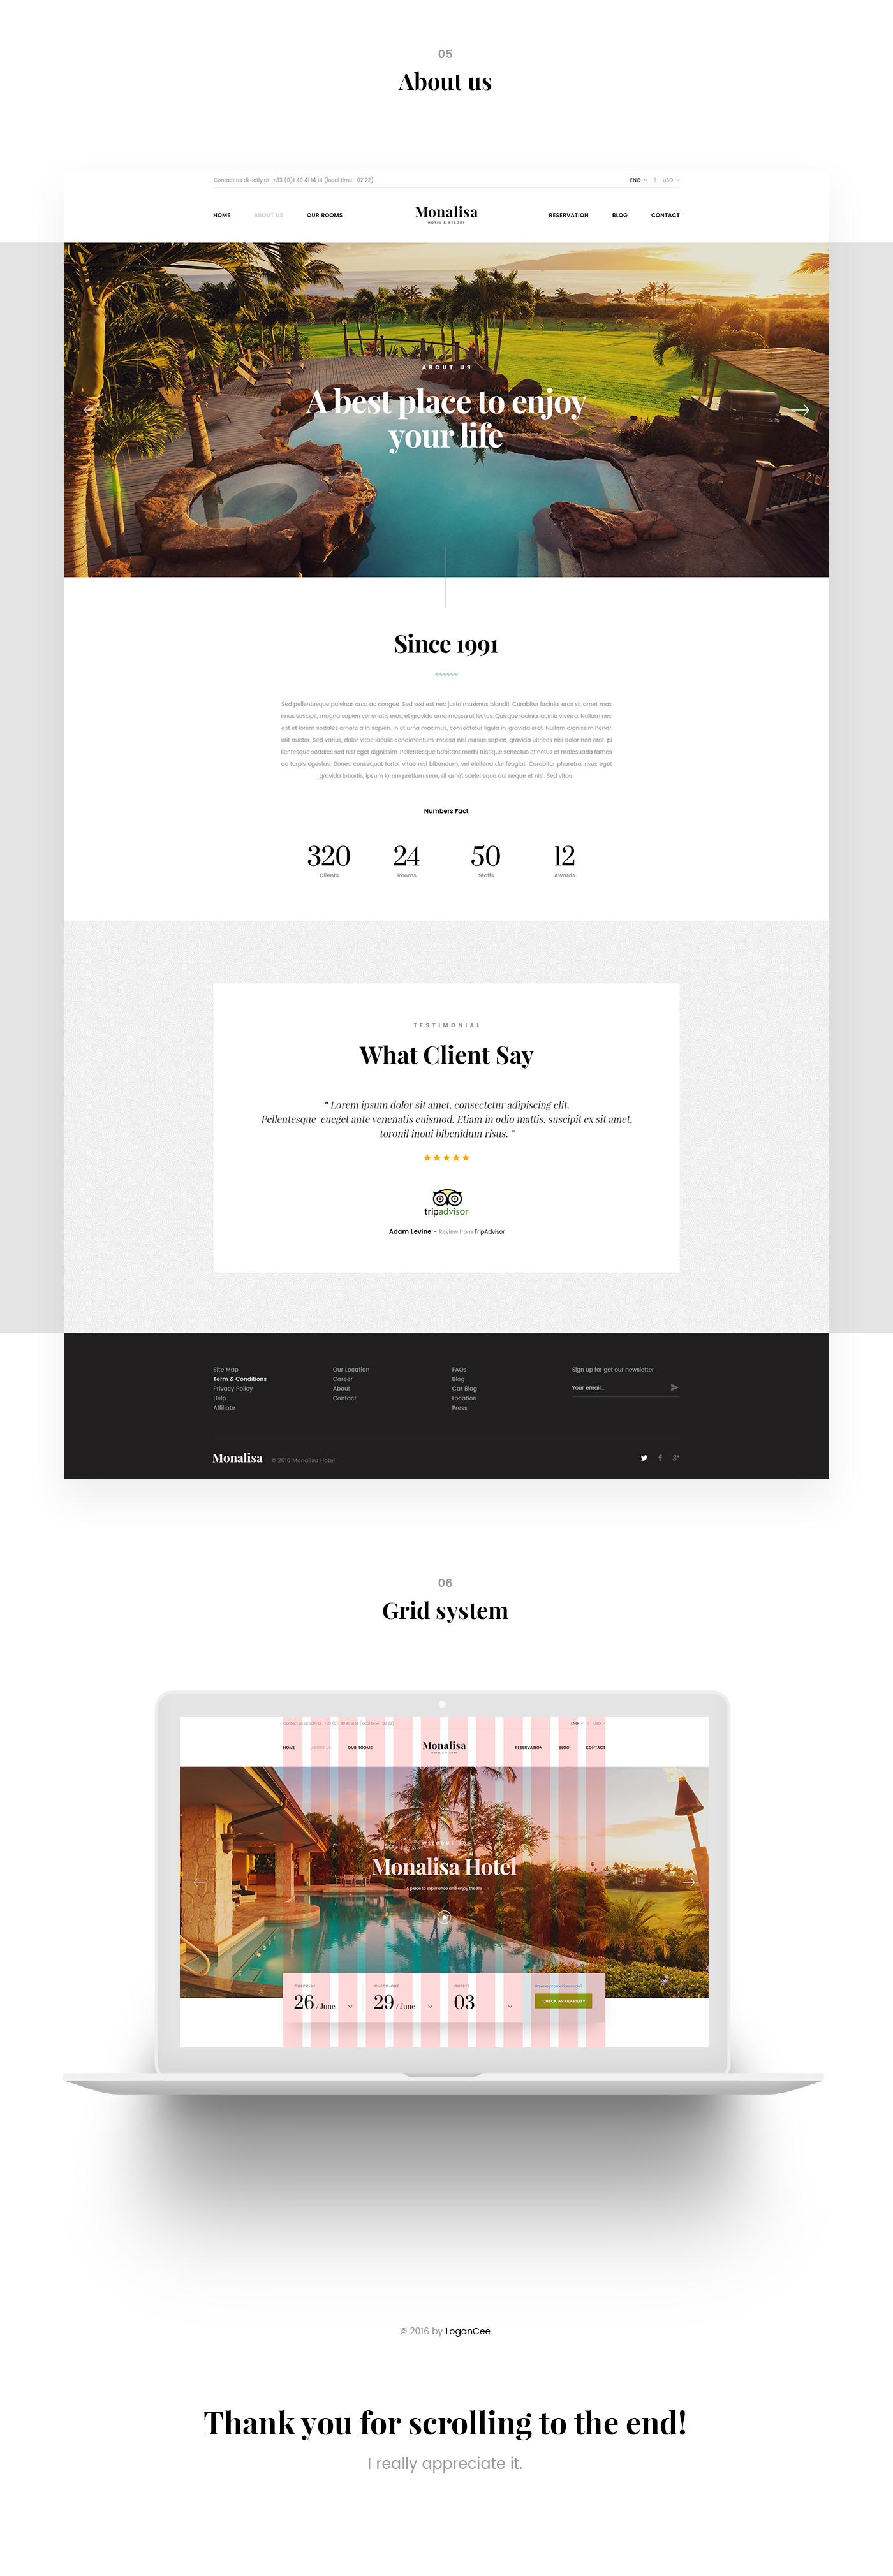 05
About us
Contact us directly at +33 (0)1 40 41 14 14 (local time : 02:22)
ENG | USD
HOME ABOUT US OUR ROOMS Monalisa RESERVATION BLOG CONTACT
HOTEL & RESORT
ABOUT US
A best place to enjoy
your life
Since 1991
Sed pellentesque pulvinar arcu ac congue. Sed sed est nec justo maximus blandit. Curabitur lacinia, eros sit amet max
imus suscipit, magna sapien venenatis eros, et gravida urna massa ut lectus. Quisque lacinia lacinia viverra. Nullam nec
est et lorem sodales ornare a in sapien. In et urna maximus, consectetur ligula in, gravida erat. Nullam dignissim hendr
erit auctor. Sed varius, dolor vitae iaculis condimentum, massa nisl cursus sapien, gravida ultrices nisi dolor non erat. pi
llentesque sodales sed nisl eget dignissim. Pellentesque habitant morbi tristique senectus et netus et malesuada fames
ac turpis egestas. Donec consequat tortor vitae nisl bibendum, vel eleifend dui feugiat. Curabitur pharetra, risus eget
gravida lobortis, ipsum lorem pretium sem, sit amet scelerisque dui neque et nisl. Sed vitae.
Numbers Fact
320 24 50 12
Clients Rooms Staffs Awards
TESTIMONIAL
What Client Say
“ Lorem ipsum dolor sit amet, consectetur adipiscing elit.
Pellentesque eueget ante venenatis euismod. Etiam in odio mattis, suscipit ex sit amet,
toronil inoui bibenidum risus. ”
tripadvisor
Adam Levine - Review from TripAdvisor
Site Map
Term & Conditions
Privacy Policy
Help
Affiliate
Our Location
Career
About
Contact
FAQs
Blog
Car Blog
Location
Press
Sign up for get our newsletter
Your email...
Monalisa © 2016 Monalisa Hotel
06
Grid system
Contact us directly at +33 (0)1 40 41 14 14 (local time : 02:22)
ENG | USD
HOME ABOUT US OUR ROOMS Monalisa RESERVATION BLOG CONTACT
HOTEL & RESORT
Monalisa Hotel
A place to experience and enjoy the life
CHECK-IN CHECK-OUT GUESTS Have a promotion code?
26 / June 29 / June 03 CHECK AVAILABILITY
© 2016 by LoganCee
Thank you for scrolling to the end!
I really appreciate it.